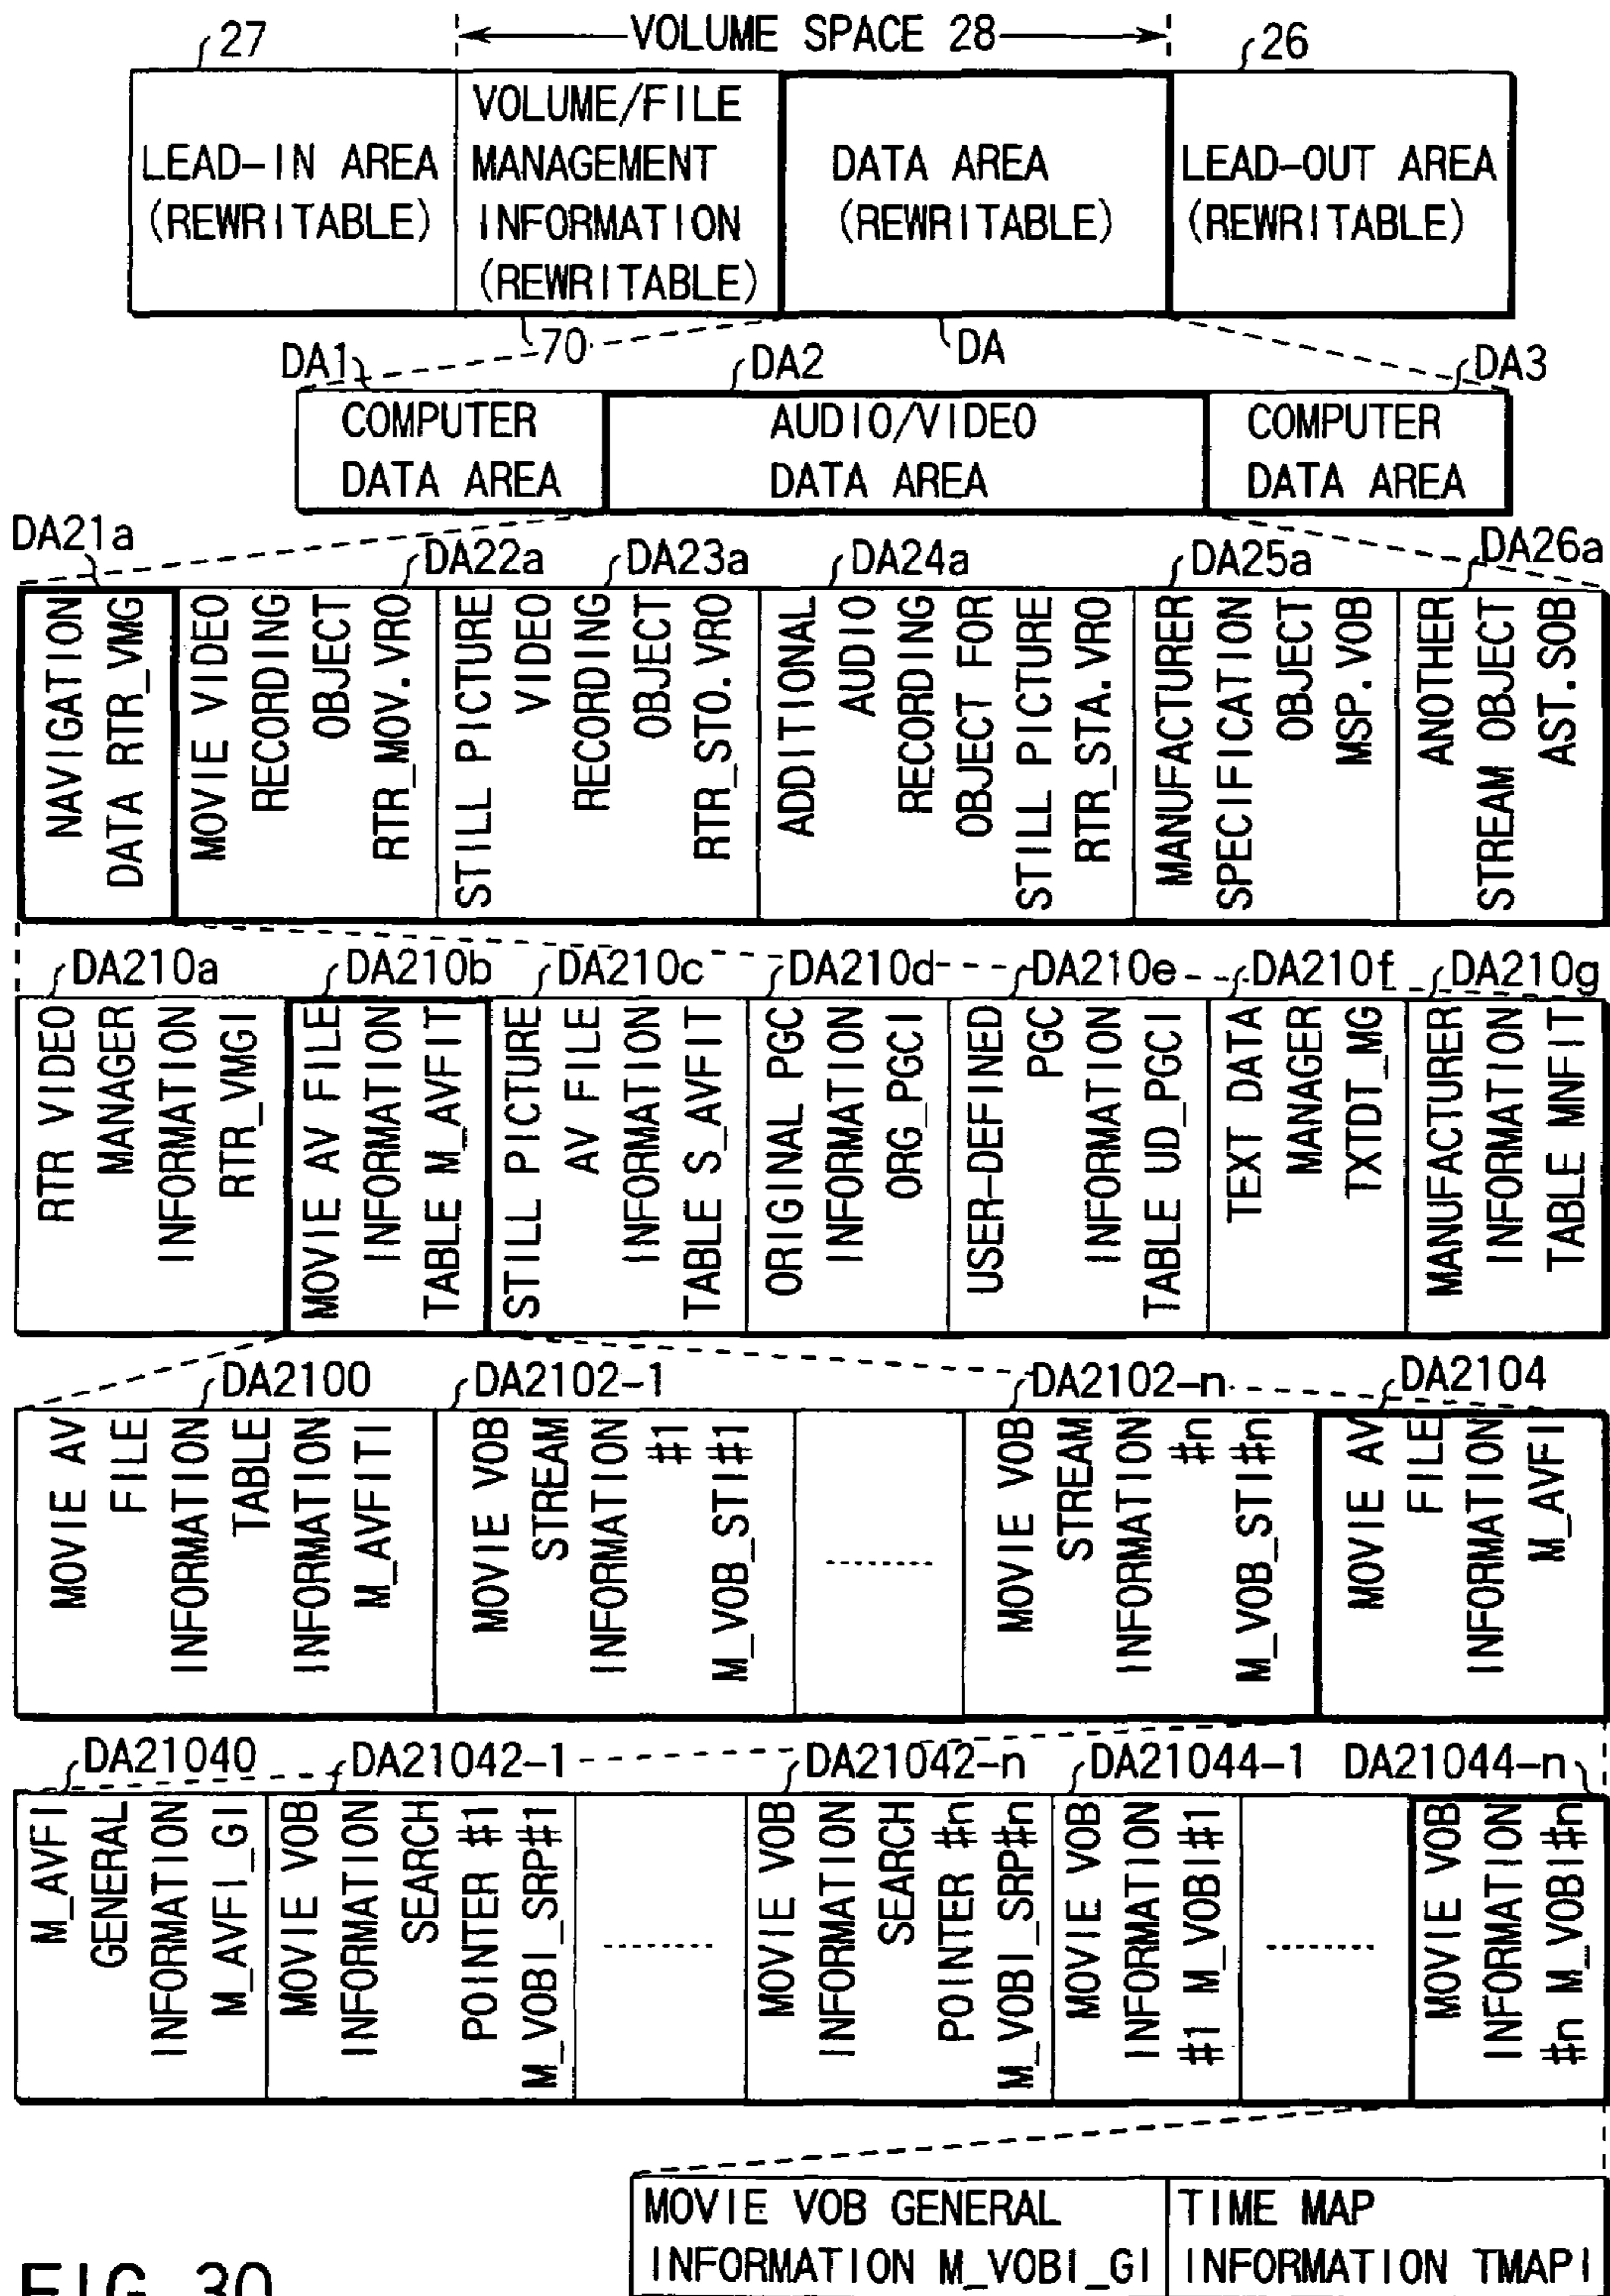 27
VOLUME SPACE 28
26
LEAD-IN AREA
(REWRITABLE)
VOLUME/FILE
MANAGEMENT
INFORMATION
(REWRITABLE)
DATA AREA
(REWRITABLE)
LEAD-OUT AREA
(REWRITABLE)
70
DA
DA1
DA2
DA3
COMPUTER
DATA AREA
AUDIO/VIDEO
DATA AREA
COMPUTER
DATA AREA
DA21a
DA22a
DA23a
DA24a
DA25a
DA26a
NAVIGATION
DATA RTR_VMG
MOVIE VIDEO
RECORDING
OBJECT
RTR_MOV.VRO
STILL PICTURE
VIDEO
RECORDING
OBJECT
RTR_STO.VRO
ADDITIONAL
AUDIO
RECORDING
OBJECT FOR
STILL PICTURE
RTR_STA.VRO
MANUFACTURER
SPECIFICATION
OBJECT
MSP.VOB
ANOTHER
STREAM OBJECT
AST.SOB
DA210a
DA210b
DA210c
DA210d
DA210e
DA210f
DA210g
RTR VIDEO
MANAGER
INFORMATION
RTR_VMGI
MOVIE AV FILE
INFORMATION
TABLE M_AVFIT
STILL PICTURE
AV FILE
INFORMATION
TABLE S_AVFIT
ORIGINAL PGC
INFORMATION
ORG_PGCI
USER-DEFINED
PGC
INFORMATION
TABLE UD_PGCI
TEXT DATA
MANAGER
TXTDT_MG
MANUFACTURER
INFORMATION
TABLE MNFIT
DA2100
DA2102-1
DA2102-n
DA2104
MOVIE AV
FILE
INFORMATION
TABLE
INFORMATION
M_AVFITI
MOVIE VOB
STREAM
INFORMATION
#1
M_VOB_STI#1
MOVIE VOB
STREAM
INFORMATION
#n
M_VOB_STI#n
MOVIE AV
FILE
INFORMATION
M_AVFI
DA21040
DA21042-1
DA21042-n
DA21044-1
DA21044-n
M_AVFI
GENERAL
INFORMATION
M_AVFI_GI
MOVIE VOB
INFORMATION
SEARCH
POINTER #1
M_VOBI_SRP#1
MOVIE VOB
INFORMATION
SEARCH
POINTER #n
M_VOBI_SRP#n
MOVIE VOB
INFORMATION
#1 M_VOBI#1
MOVIE VOB
INFORMATION
#n M_VOBI#n
MOVIE VOB GENERAL
INFORMATION M_VOBI_GI
TIME MAP
INFORMATION TMAPI
FIG. 30